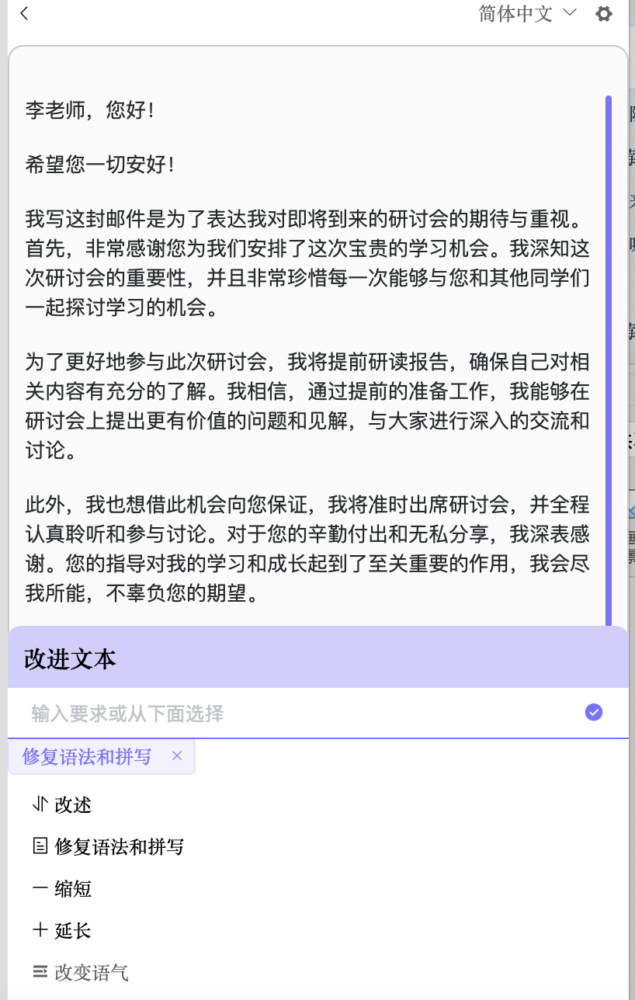 简体中文
李老师，您好！
希望您一切安好！
我写这封邮件是为了表达我对即将到来的研讨会的期待与重视。
首先，非常感谢您为我们安排了这次宝贵的学习机会。我深知这
次研讨会的重要性，并且非常珍惜每一次能够与您和其他同学们
一起探讨学习的机会。
为了更好地参与此次研讨会，我将提前研读报告，确保自己对相
关内容有充分的了解。我相信，通过提前的准备工作，我能够在
研讨会上提出更有价值的问题和见解，与大家进行深入的交流和
讨论。
此外，我也想借此机会向您保证，我将准时出席研讨会，并全程
认真聆听和参与讨论。对于您的辛勤付出和无私分享，我深表感
谢。您的指导对我的学习和成长起到了至关重要的作用，我会尽
我所能，不辜负您的期望。
改进文本
输入要求或从下面选择
修复语法和拼写 ×
改述
修复语法和拼写
缩短
延长
改变语气